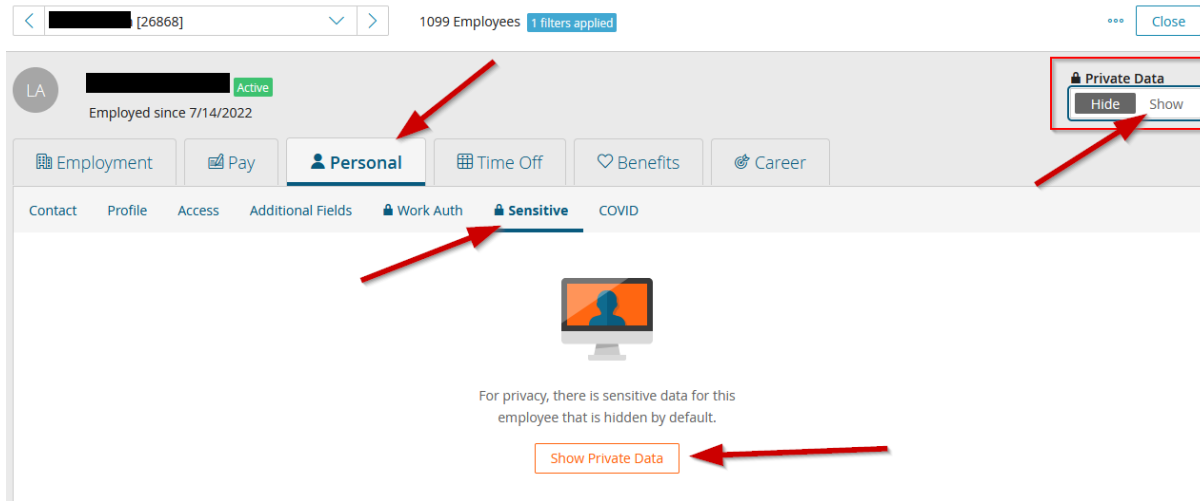 [26868]
1099 Employees 1 filters applied
Close
LA
Active
Employed since 7/14/2022
Private Data
Hide Show
Employment Pay Personal Time Off Benefits Career
Contact Profile Access Additional Fields Work Auth Sensitive COVID
For privacy, there is sensitive data for this
employee that is hidden by default.
Show Private Data